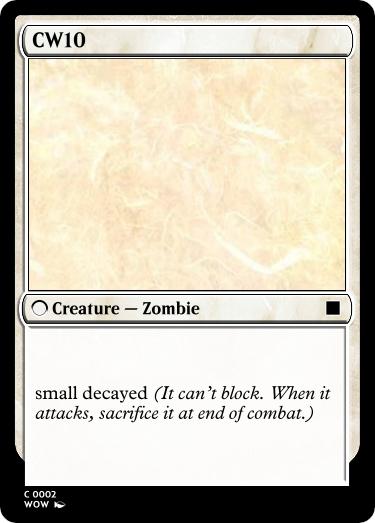 CW10
Creature — Zombie
small decayed (It can't block. When it
attacks, sacrifice it at end of combat.)
C 0002
WOW